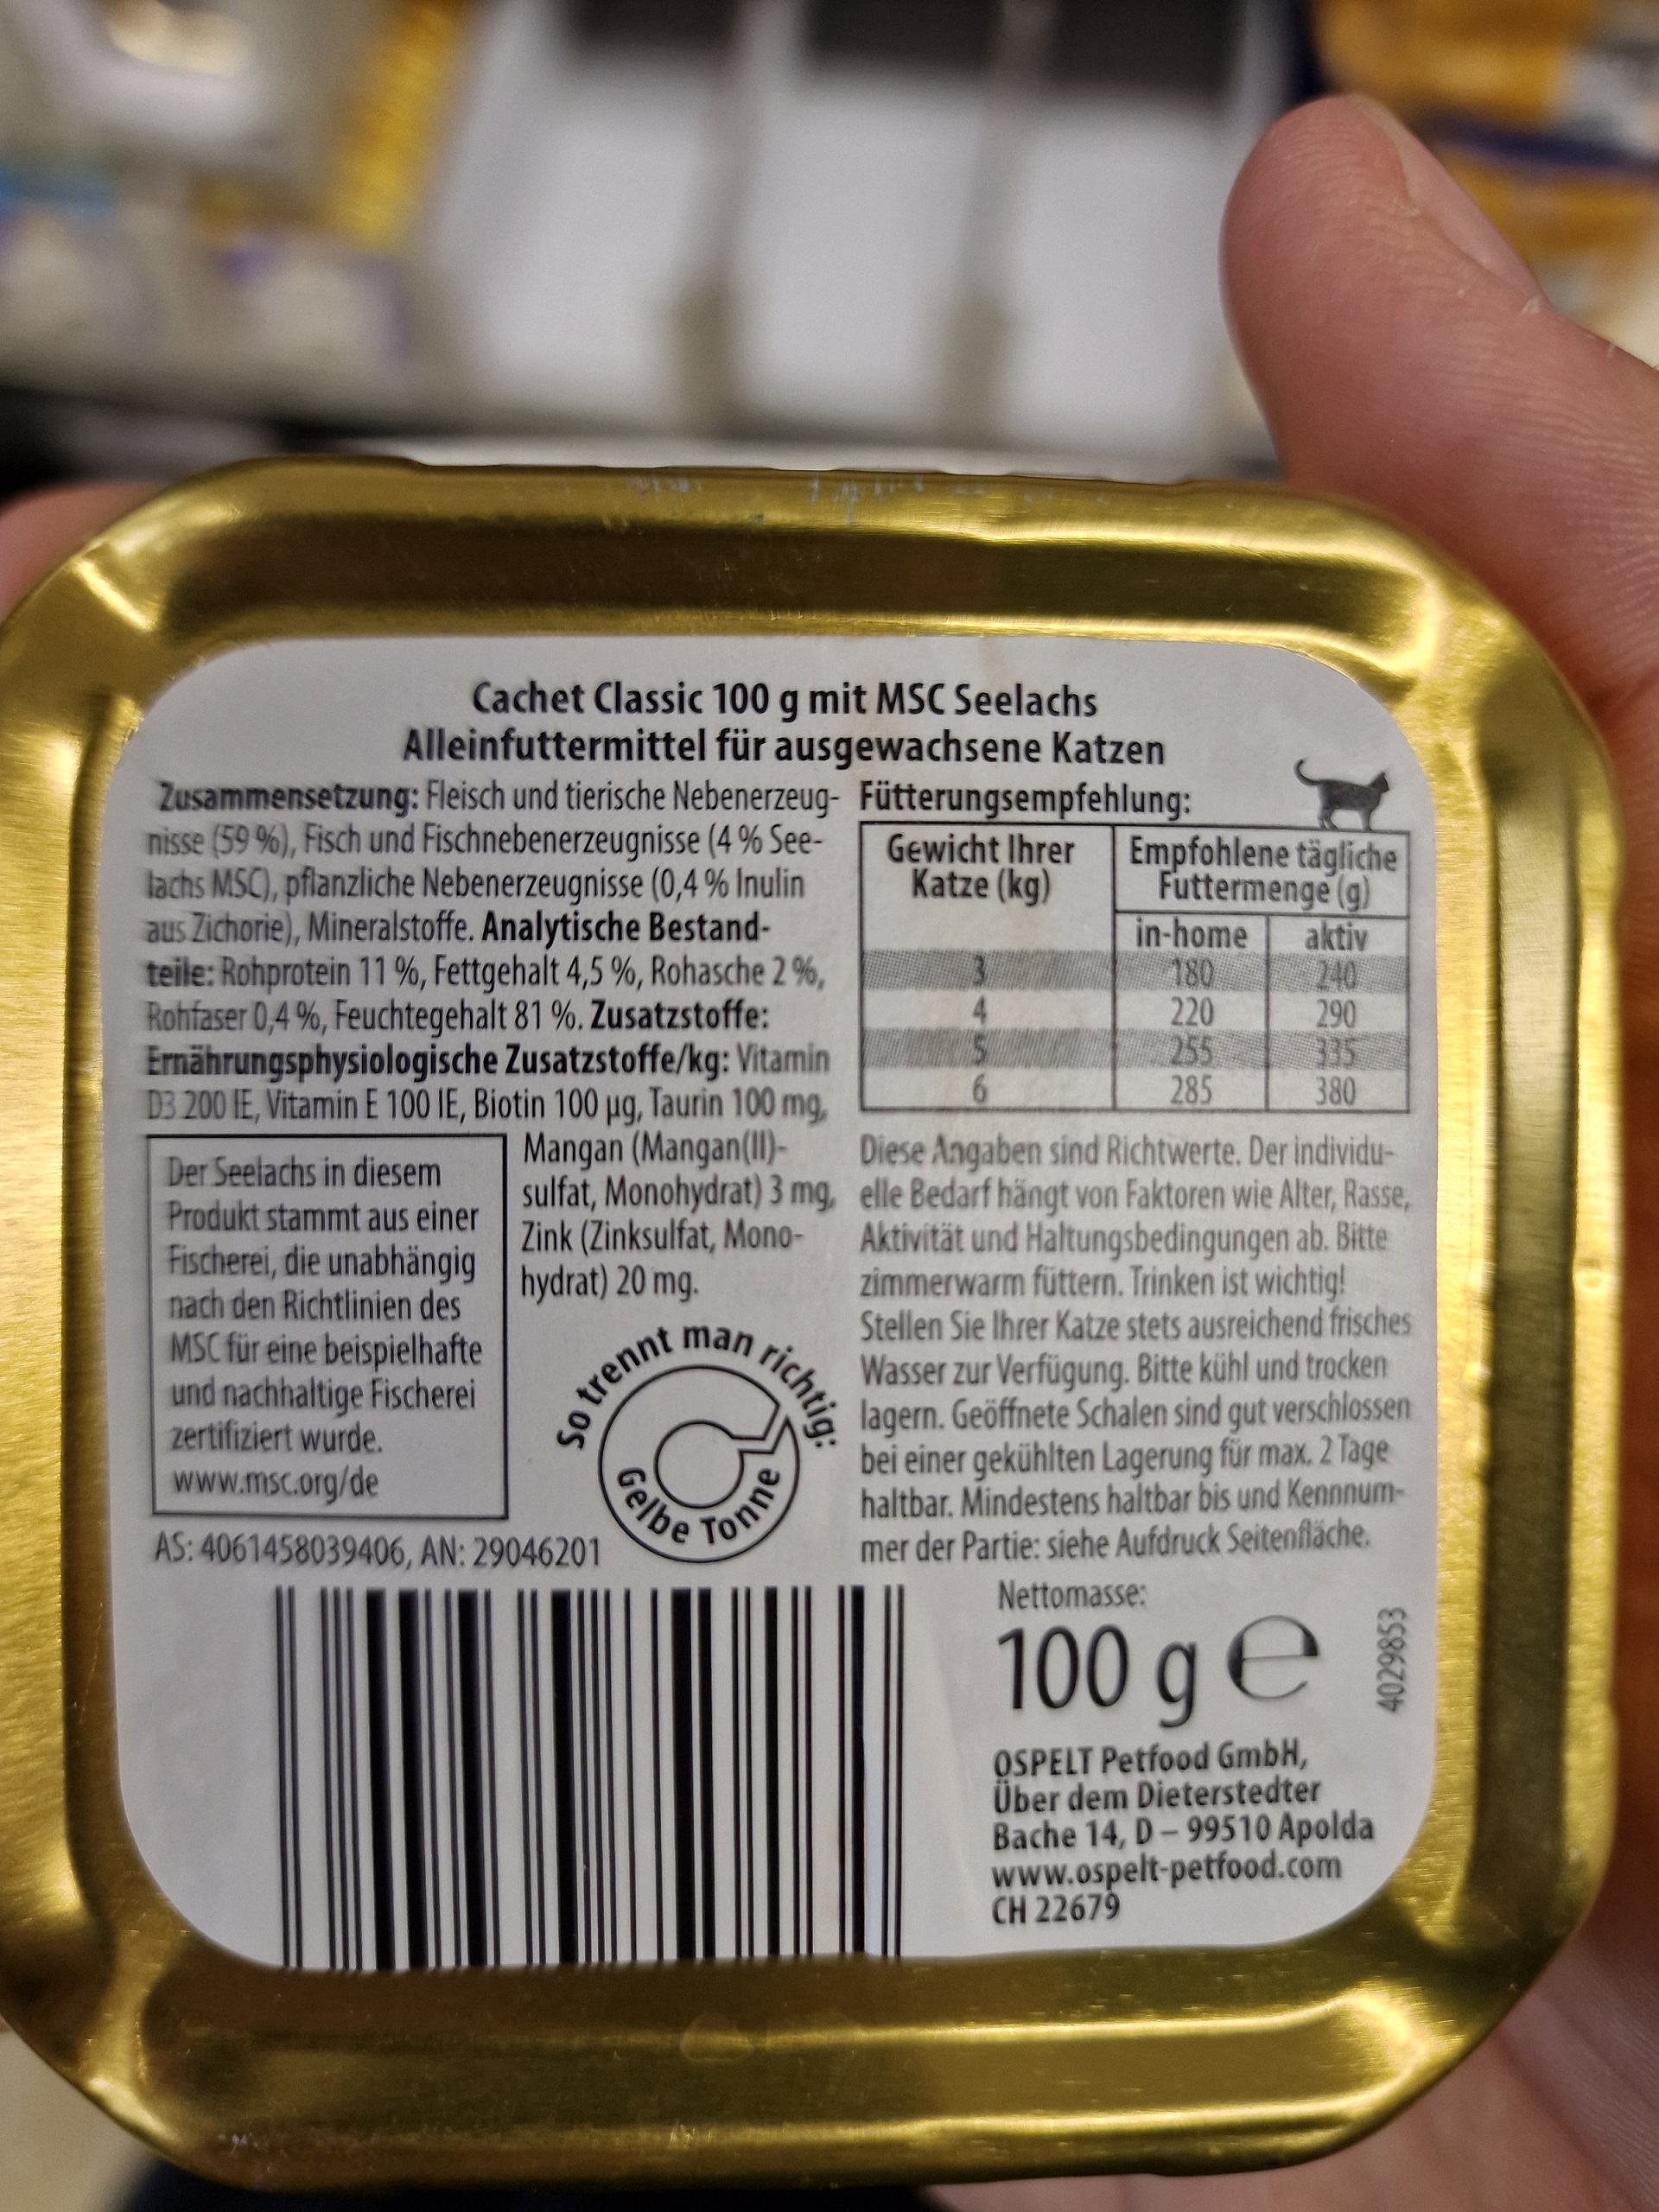 Cachet Classic 100 g mit MSC Seelachs
Alleinfuttermittel für ausgewachsene Katzen
Zusammensetzung: Fleisch und tierische Nebenerzeug-
nisse (59 %), Fisch und Fischnebenerzeugnisse (4 % See-
lachs MSC), pflanzliche Nebenerzeugnisse (0,4 % Inulin
aus Zichorie), Mineralstoffe. Analytische Bestand-
teile: Rohprotein 11 %, Fettgehalt 4,5 %, Rohasche 2 %,
Rohfaser 0,4 %, Feuchtegehalt 81 %. Zusatzstoffe:
Ernährungsphysiologische Zusatzstoffe/kg: Vitamin
D3 200 IE, Vitamin E 100 IE, Biotin 100 µg, Taurin 100 mg,
Mangan (Mangan(II)-
sulfat, Monohydrat) 3 mg,
Zink (Zinksulfat, Mono-
hydrat) 20 mg.
Der Seelachs in diesem
Produkt stammt aus einer
Fischerei, die unabhängig
nach den Richtlinien des
MSC für eine beispielhafte
und nachhaltige Fischerei
zertifiziert wurde.
www.msc.org/de
So trennt man richtig:
Gelbe Tonne
AS: 4061458039406, AN: 29046201
Fütterungsempfehlung:
Gewicht Ihrer
Katze (kg)
Empfohlene tägliche
Futtermenge (g)
in-home aktiv
3 180 240
4 220 290
5 255 335
6 285 380
Diese Angaben sind Richtwerte. Der individu-
elle Bedarf hängt von Faktoren wie Alter, Rasse,
Aktivität und Haltungsbedingungen ab. Bitte
zimmerwarm füttern. Trinken ist wichtig!
Stellen Sie Ihrer Katze stets ausreichend frisches
Wasser zur Verfügung. Bitte kühl und trocken
lagern. Geöffnete Schalen sind gut verschlossen
bei einer gekühlten Lagerung für max. 2 Tage
haltbar. Mindestens haltbar bis und Kennnum-
mer der Partie: siehe Aufdruck Seitenfläche.
Nettomasse:
100 g e
4029853
OSPELT Petfood GmbH,
Über dem Dieterstedter
Bache 14, D – 99510 Apolda
www.ospelt-petfood.com
CH 22679